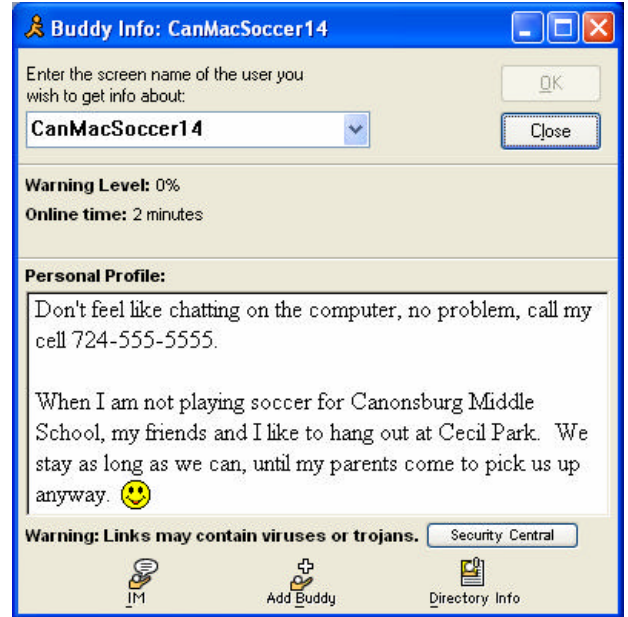 Buddy Info: CanMacSoccer14
Enter the screen name of the user you
wish to get info about:
OK
CanMacSoccer14
Close
Warning Level: 0%
Online time: 2 minutes
Personal Profile:
Don't feel like chatting on the computer, no problem, call my
cell 724-555-5555.
When I am not playing soccer for Canonsburg Middle
School, my friends and I like to hang out at Cecil Park.  We
stay as long as we can, until my parents come to pick us up
anyway.
Warning: Links may contain viruses or trojans. Security Central
IM Add Buddy Directory Info